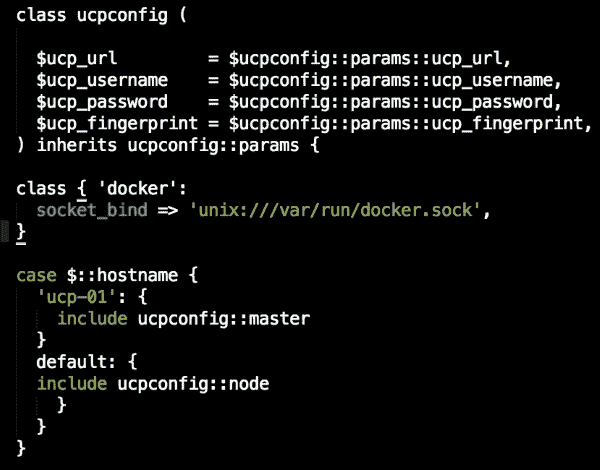 class ucpconfig (
  $ucp_url         = $ucpconfig::params::ucp_url,
  $ucp_username    = $ucpconfig::params::ucp_username,
  $ucp_password    = $ucpconfig::params::ucp_password,
  $ucp_fingerprint = $ucpconfig::params::ucp_fingerprint,
) inherits ucpconfig::params {
class { 'docker':
  socket_bind => 'unix:///var/run/docker.sock',
}
case $::hostname {
  'ucp-01': {
    include ucpconfig::master
  }
  default: {
  include ucpconfig::node
    }
  }
}